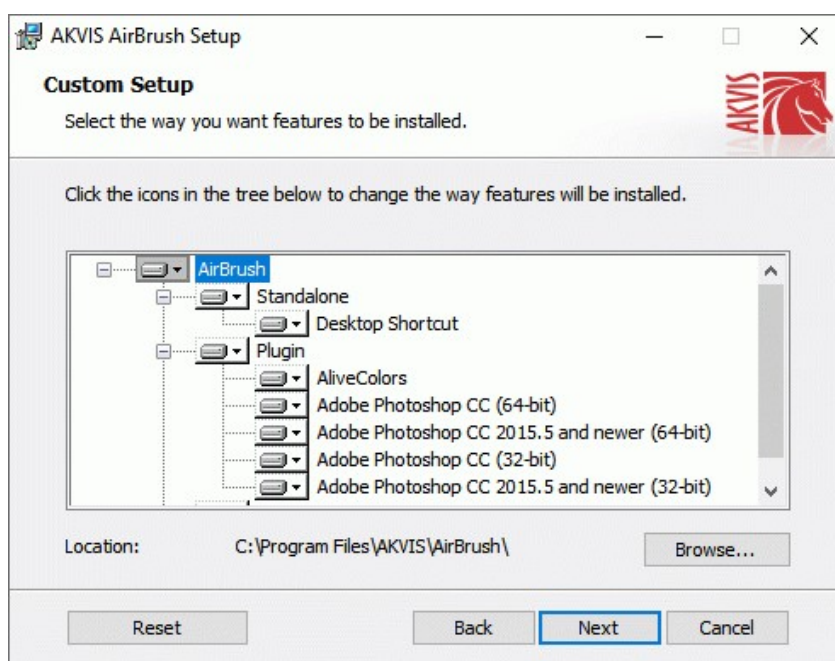 AKVIS AirBrush Setup
Custom Setup
Select the way you want features to be installed.
AKVIS
Click the icons in the tree below to change the way features will be installed.
AirBrush
Standalone
Desktop Shortcut
Plugin
AliveColors
Adobe Photoshop CC (64-bit)
Adobe Photoshop CC 2015.5 and newer (64-bit)
Adobe Photoshop CC (32-bit)
Adobe Photoshop CC 2015.5 and newer (32-bit)
Location: C:\Program Files\AKVIS\AirBrush\ Browse...
Reset Back Next Cancel